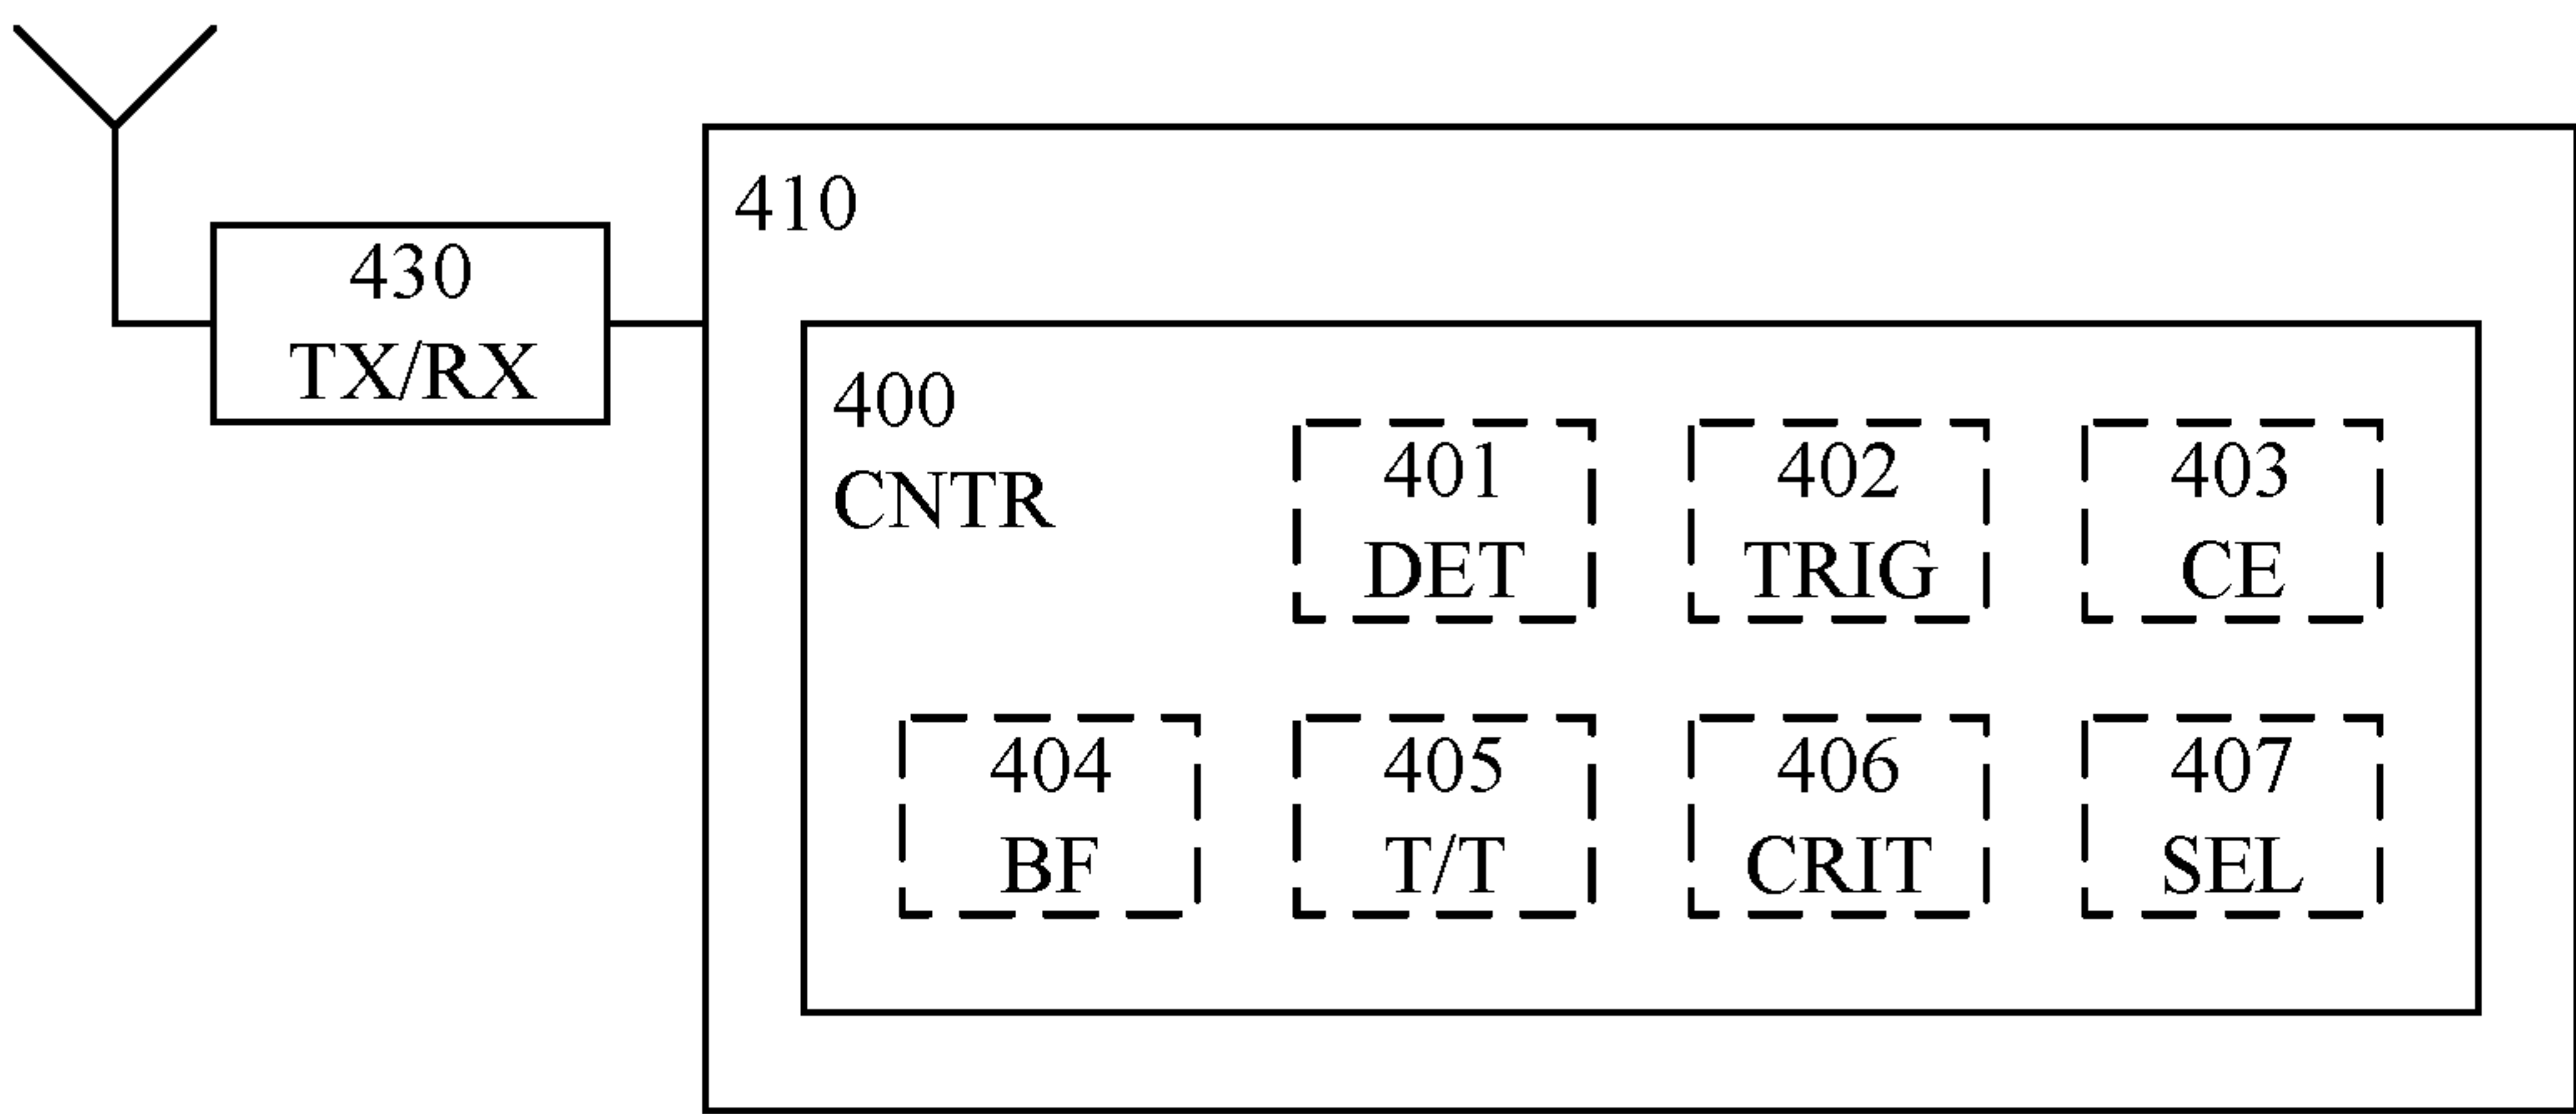 410
430
TX/RX
400
CNTR
401
DET
402
TRIG
403
CE
404
BF
405
T/T
406
CRIT
407
SEL